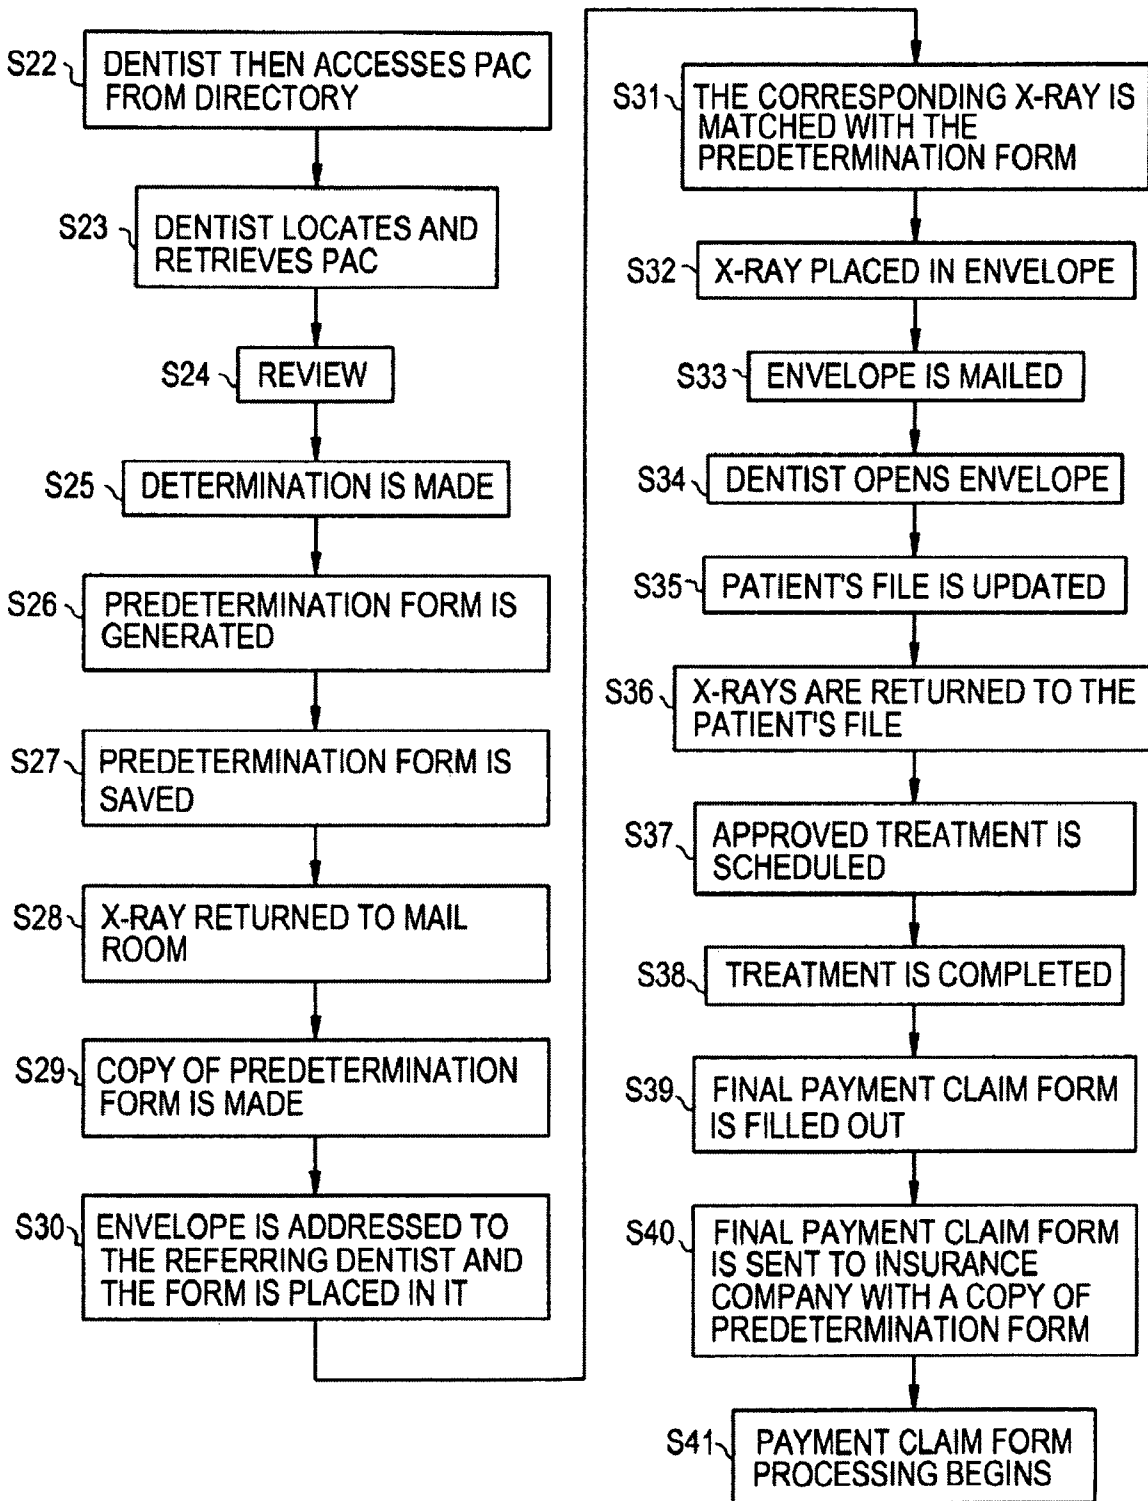 S22
DENTIST THEN ACCESSES PAC
FROM DIRECTORY
S23
DENTIST LOCATES AND
RETRIEVES PAC
S24
REVIEW
S25
DETERMINATION IS MADE
S26
PREDETERMINATION FORM IS
GENERATED
S27
PREDETERMINATION FORM IS
SAVED
S28
X-RAY RETURNED TO MAIL
ROOM
S29
COPY OF PREDETERMINATION
FORM IS MADE
S30
ENVELOPE IS ADDRESSED TO
THE REFERRING DENTIST AND
THE FORM IS PLACED IN IT
S31
THE CORRESPONDING X-RAY IS
MATCHED WITH THE
PREDETERMINATION FORM
S32
X-RAY PLACED IN ENVELOPE
S33
ENVELOPE IS MAILED
S34
DENTIST OPENS ENVELOPE
S35
PATIENT'S FILE IS UPDATED
S36
X-RAYS ARE RETURNED TO THE
PATIENT'S FILE
S37
APPROVED TREATMENT IS
SCHEDULED
S38
TREATMENT IS COMPLETED
S39
FINAL PAYMENT CLAIM FORM
IS FILLED OUT
S40
FINAL PAYMENT CLAIM FORM
IS SENT TO INSURANCE
COMPANY WITH A COPY OF
PREDETERMINATION FORM
S41
PAYMENT CLAIM FORM
PROCESSING BEGINS